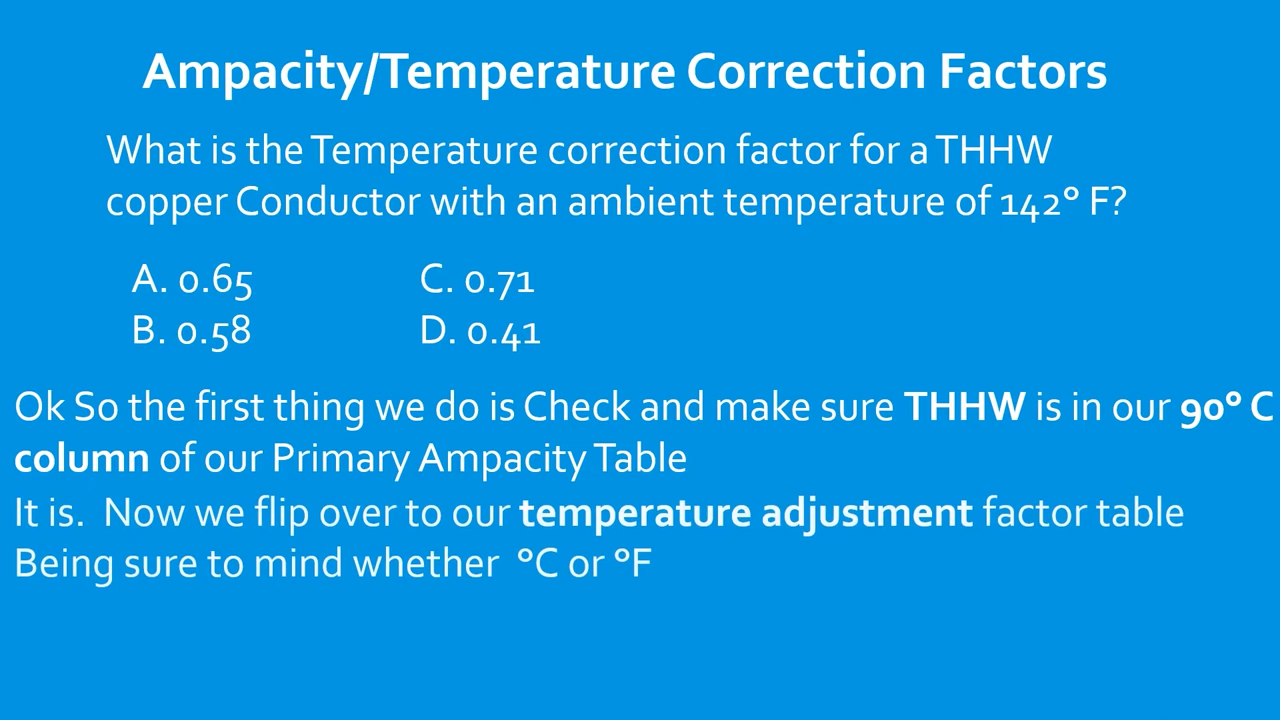 Ampacity/Temperature Correction Factors
What is the Temperature correction factor for a THHW
copper Conductor with an ambient temperature of 142° F?
A. 0.65 C. 0.71
B. 0.58 D. 0.41
Ok So the first thing we do is Check and make sure THHW is in our 90° C
column of our Primary Ampacity Table
It is. Now we flip over to our temperature adjustment factor table
Being sure to mind whether °C or °F